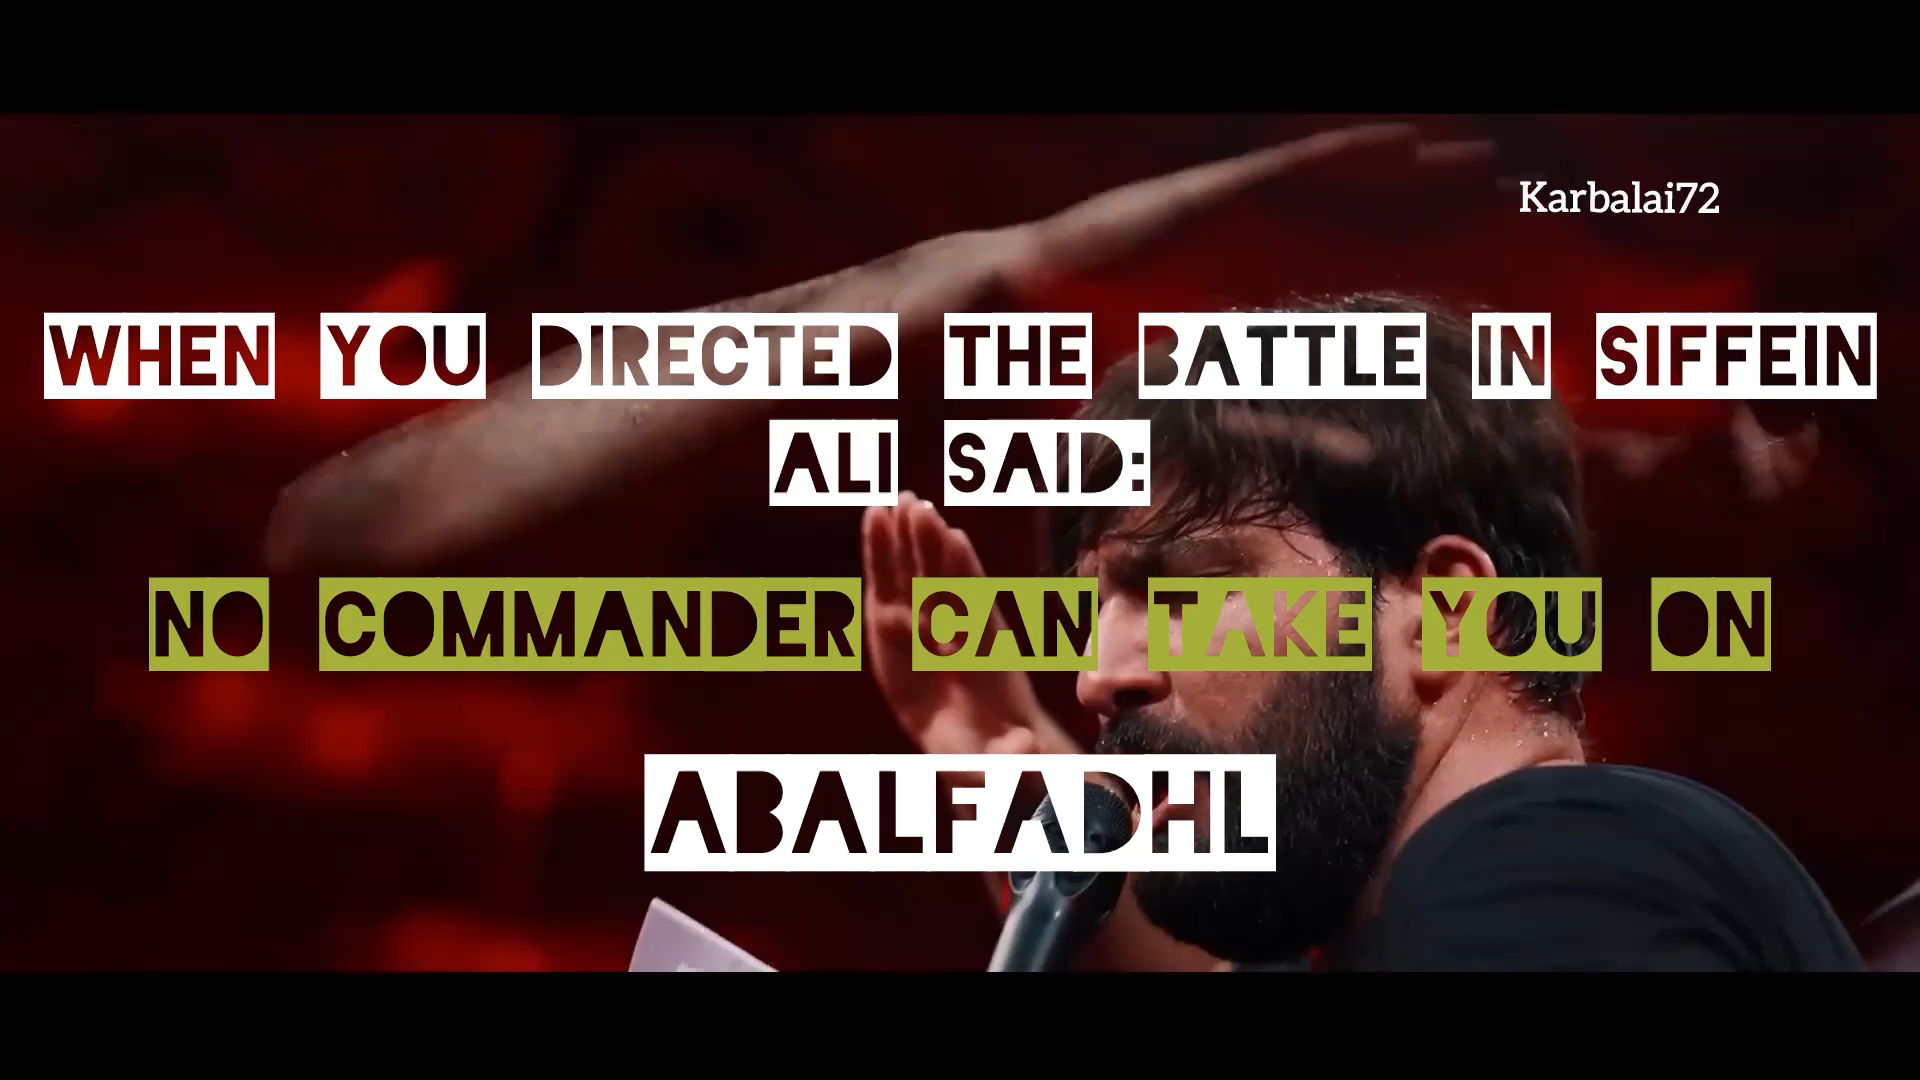 Karbalai72
WHEN YOU DIRECTED THE BATTLE IN SIFFEIN
ALI SAID:
NO COMMANDER CAN TAKE YOU ON
ABALFADHL